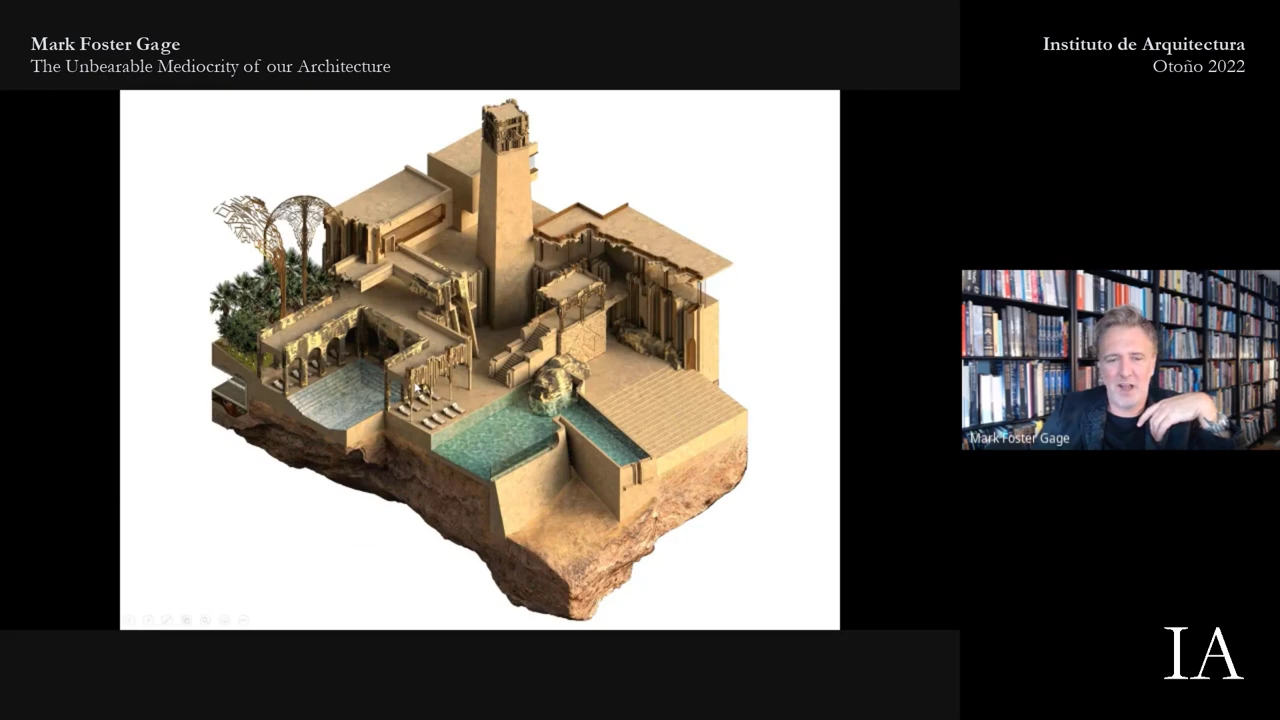 Mark Foster Gage
The Unbearable Mediocrity of our Architecture
Instituto de Arquitectura
Otoño 2022
Mark Foster Gage
IA